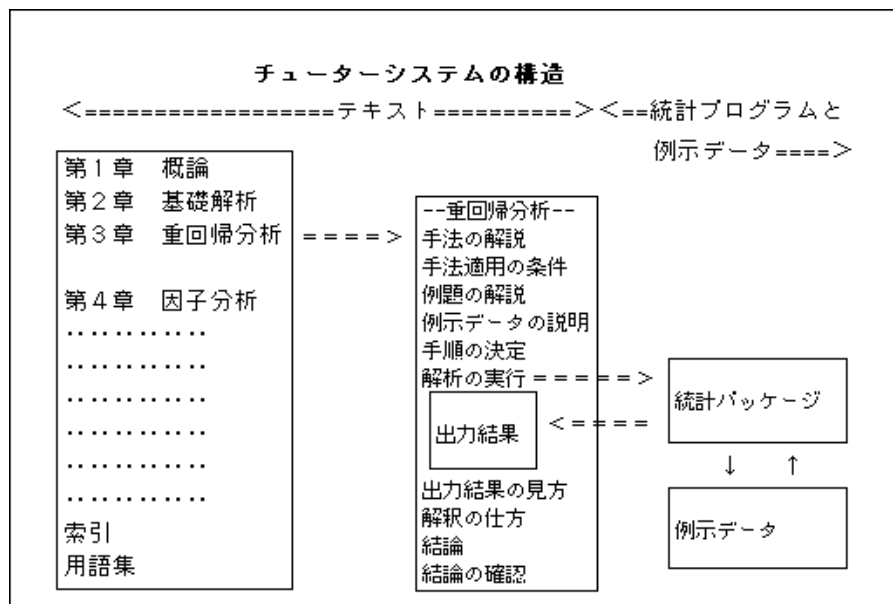 チューターシステムの構造
<==================テキスト==========><==統計プログラムと
例示データ====>
第1章 概論
第2章 基礎解析
第3章 重回帰分析 ====>
第4章 因子分析
‥‥‥‥‥‥
‥‥‥‥‥‥
‥‥‥‥‥‥
‥‥‥‥‥‥
‥‥‥‥‥‥
‥‥‥‥‥‥
索引
用語集
--重回帰分析--
手法の解説
手法適用の条件
例題の解説
例示データの説明
手順の決定
解析の実行=====>
出力結果 <====
出力結果の見方
解釈の仕方
結論
結論の確認
統計パッケージ
↓ ↑
例示データ